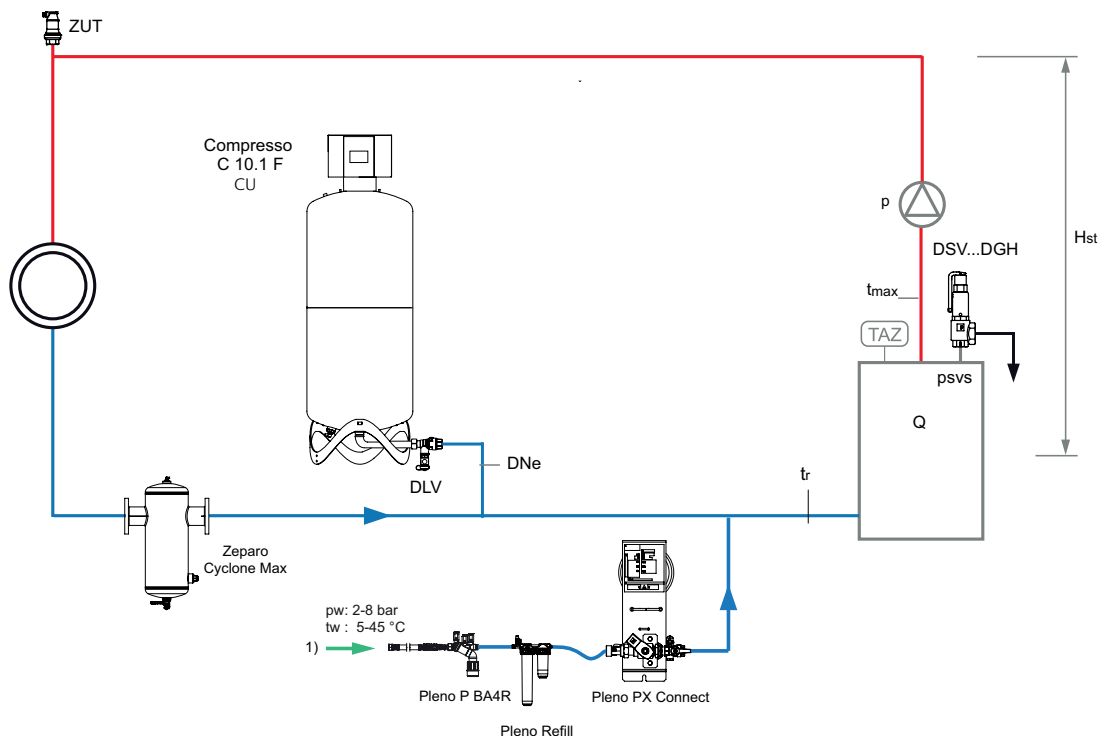 ZUT
Compresso
C 10.1 F
CU
p
Hst
DSV...DGH
tmax
TAZ
psvs
Q
DNe
DLV
tr
Zeparo
Cyclone Max
pw: 2-8 bar
tw : 5-45 °C
1)
Pleno P BA4R
Pleno PX Connect
Pleno Refill